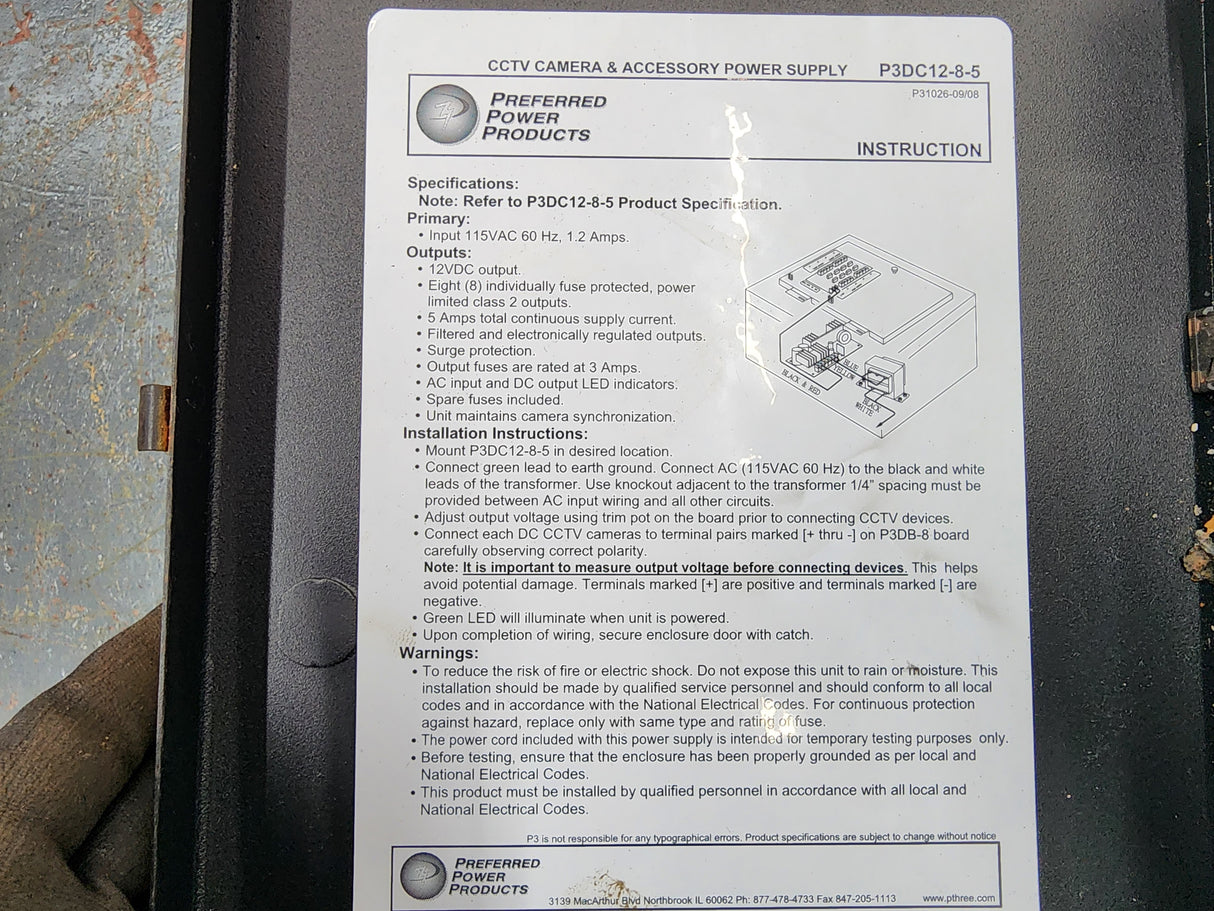 CCTV CAMERA & ACCESSORY POWER SUPPLY P3DC12-8-5
P31026-09/08
PREFERRED
POWER
PRODUCTS
INSTRUCTION
Specifications:
Note: Refer to P3DC12-8-5 Product Specification.
Primary:
• Input 115VAC 60 Hz, 1.2 Amps.
Outputs:
• 12VDC output.
• Eight (8) individually fuse protected, power
limited class 2 outputs.
• 5 Amps total continuous supply current.
• Filtered and electronically regulated outputs.
• Surge protection.
• Output fuses are rated at 3 Amps.
• AC input and DC output LED indicators.
• Spare fuses included.
• Unit maintains camera synchronization.
BLUE
YELLOW
BLACK & RED
BLACK
WHITE
Installation Instructions:
• Mount P3DC12-8-5 in desired location.
• Connect green lead to earth ground. Connect AC (115VAC 60 Hz) to the black and white
leads of the transformer. Use knockout adjacent to the transformer 1/4" spacing must be
provided between AC input wiring and all other circuits.
• Adjust output voltage using trim pot on the board prior to connecting CCTV devices.
• Connect each DC CCTV cameras to terminal pairs marked [+ thru -] on P3DB-8 board
carefully observing correct polarity.
Note: It is important to measure output voltage before connecting devices. This helps
avoid potential damage. Terminals marked [+] are positive and terminals marked [-] are
negative.
• Green LED will illuminate when unit is powered.
• Upon completion of wiring, secure enclosure door with catch.
Warnings:
• To reduce the risk of fire or electric shock. Do not expose this unit to rain or moisture. This
installation should be made by qualified service personnel and should conform to all local
codes and in accordance with the National Electrical Codes. For continuous protection
against hazard, replace only with same type and rating of fuse.
• The power cord included with this power supply is intended for temporary testing purposes only.
• Before testing, ensure that the enclosure has been properly grounded as per local and
National Electrical Codes.
• This product must be installed by qualified personnel in accordance with all local and
National Electrical Codes.
P3 is not responsible for any typographical errors. Product specifications are subject to change without notice
PREFERRED
POWER
PRODUCTS
3139 MacArthur Blvd Northbrook IL 60062 Ph: 877-478-4733 Fax 847-205-1113 www.pthree.com